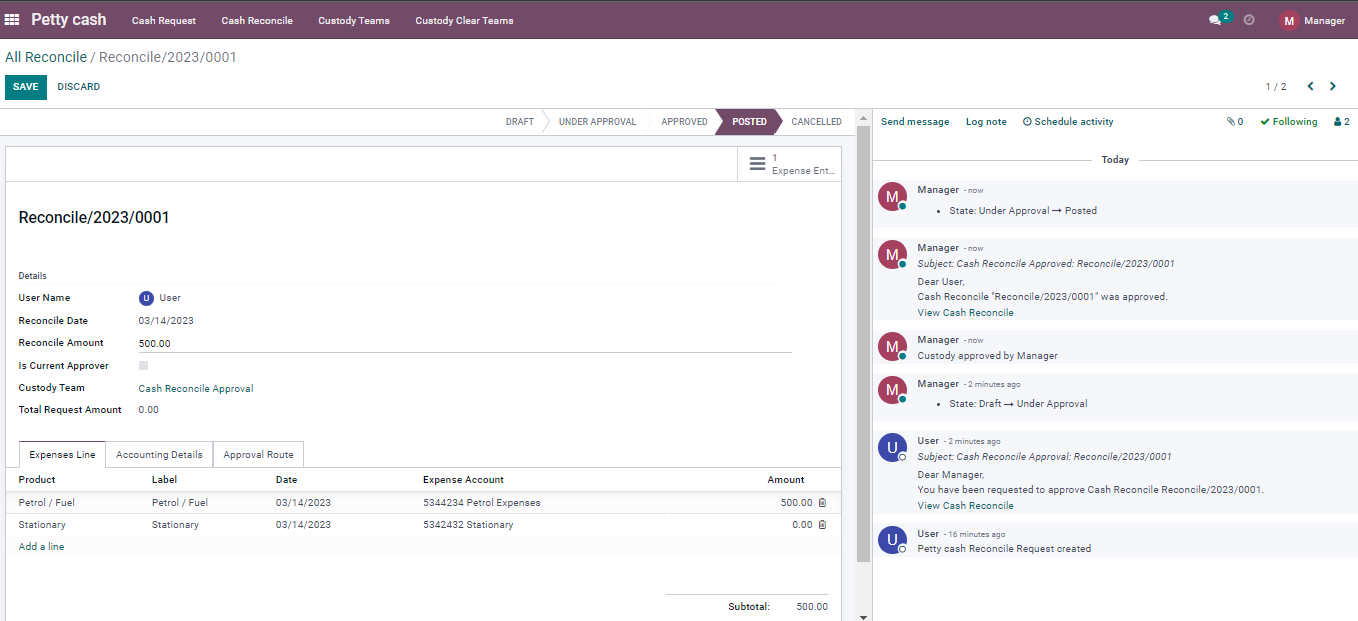 Petty cash Cash Request Cash Reconcile Custody Teams Custody Clear Teams 2 M Manager
All Reconcile / Reconcile/2023/0001
SAVE DISCARD 1 / 2
DRAFT UNDER APPROVAL APPROVED POSTED CANCELLED
1
Expense Ent...
Reconcile/2023/0001
Details
User Name U User
Reconcile Date 03/14/2023
Reconcile Amount 500.00
Is Current Approver
Custody Team Cash Reconcile Approval
Total Request Amount 0.00
Expenses Line Accounting Details Approval Route
Product Label Date Expense Account Amount
Petrol / Fuel Petrol / Fuel 03/14/2023 5344234 Petrol Expenses 500.00
Stationary Stationary 03/14/2023 5342432 Stationary 0.00
Add a line
Subtotal: 500.00
Send message Log note Schedule activity 0 Following 2
Today
M Manager - now
• State: Under Approval → Posted
M Manager - now
Subject: Cash Reconcile Approved: Reconcile/2023/0001
Dear User,
Cash Reconcile "Reconcile/2023/0001" was approved.
View Cash Reconcile
M Manager - now
Custody approved by Manager
M Manager - 2 minutes ago
• State: Draft → Under Approval
U User - 2 minutes ago
Subject: Cash Reconcile Approval: Reconcile/2023/0001
Dear Manager,
You have been requested to approve Cash Reconcile Reconcile/2023/0001.
View Cash Reconcile
U User - 16 minutes ago
Petty cash Reconcile Request created